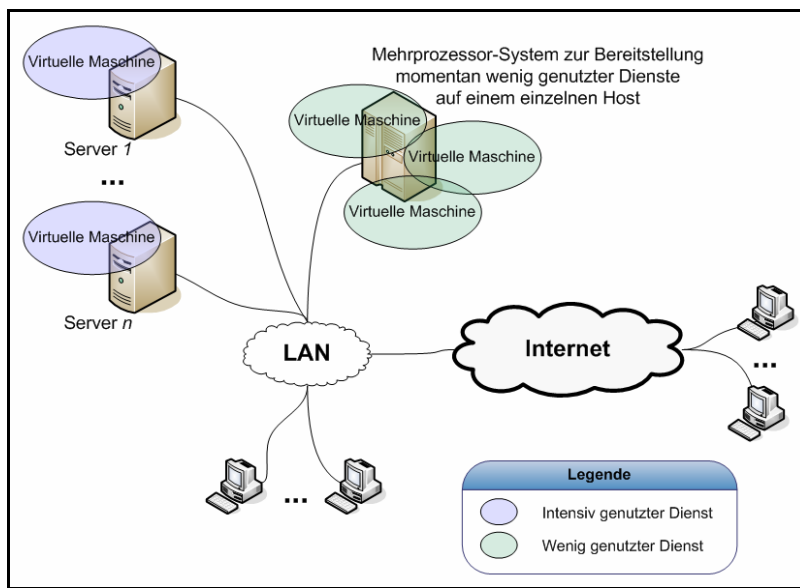 Virtuelle Maschine
Server 1
...
Virtuelle Maschine
Server n
Mehrprozessor-System zur Bereitstellung
momentan wenig genutzter Dienste
auf einem einzelnen Host
Virtuelle Maschine
Virtuelle Maschine
Virtuelle Maschine
LAN
Internet
...
...
Legende
Intensiv genutzter Dienst
Wenig genutzter Dienst